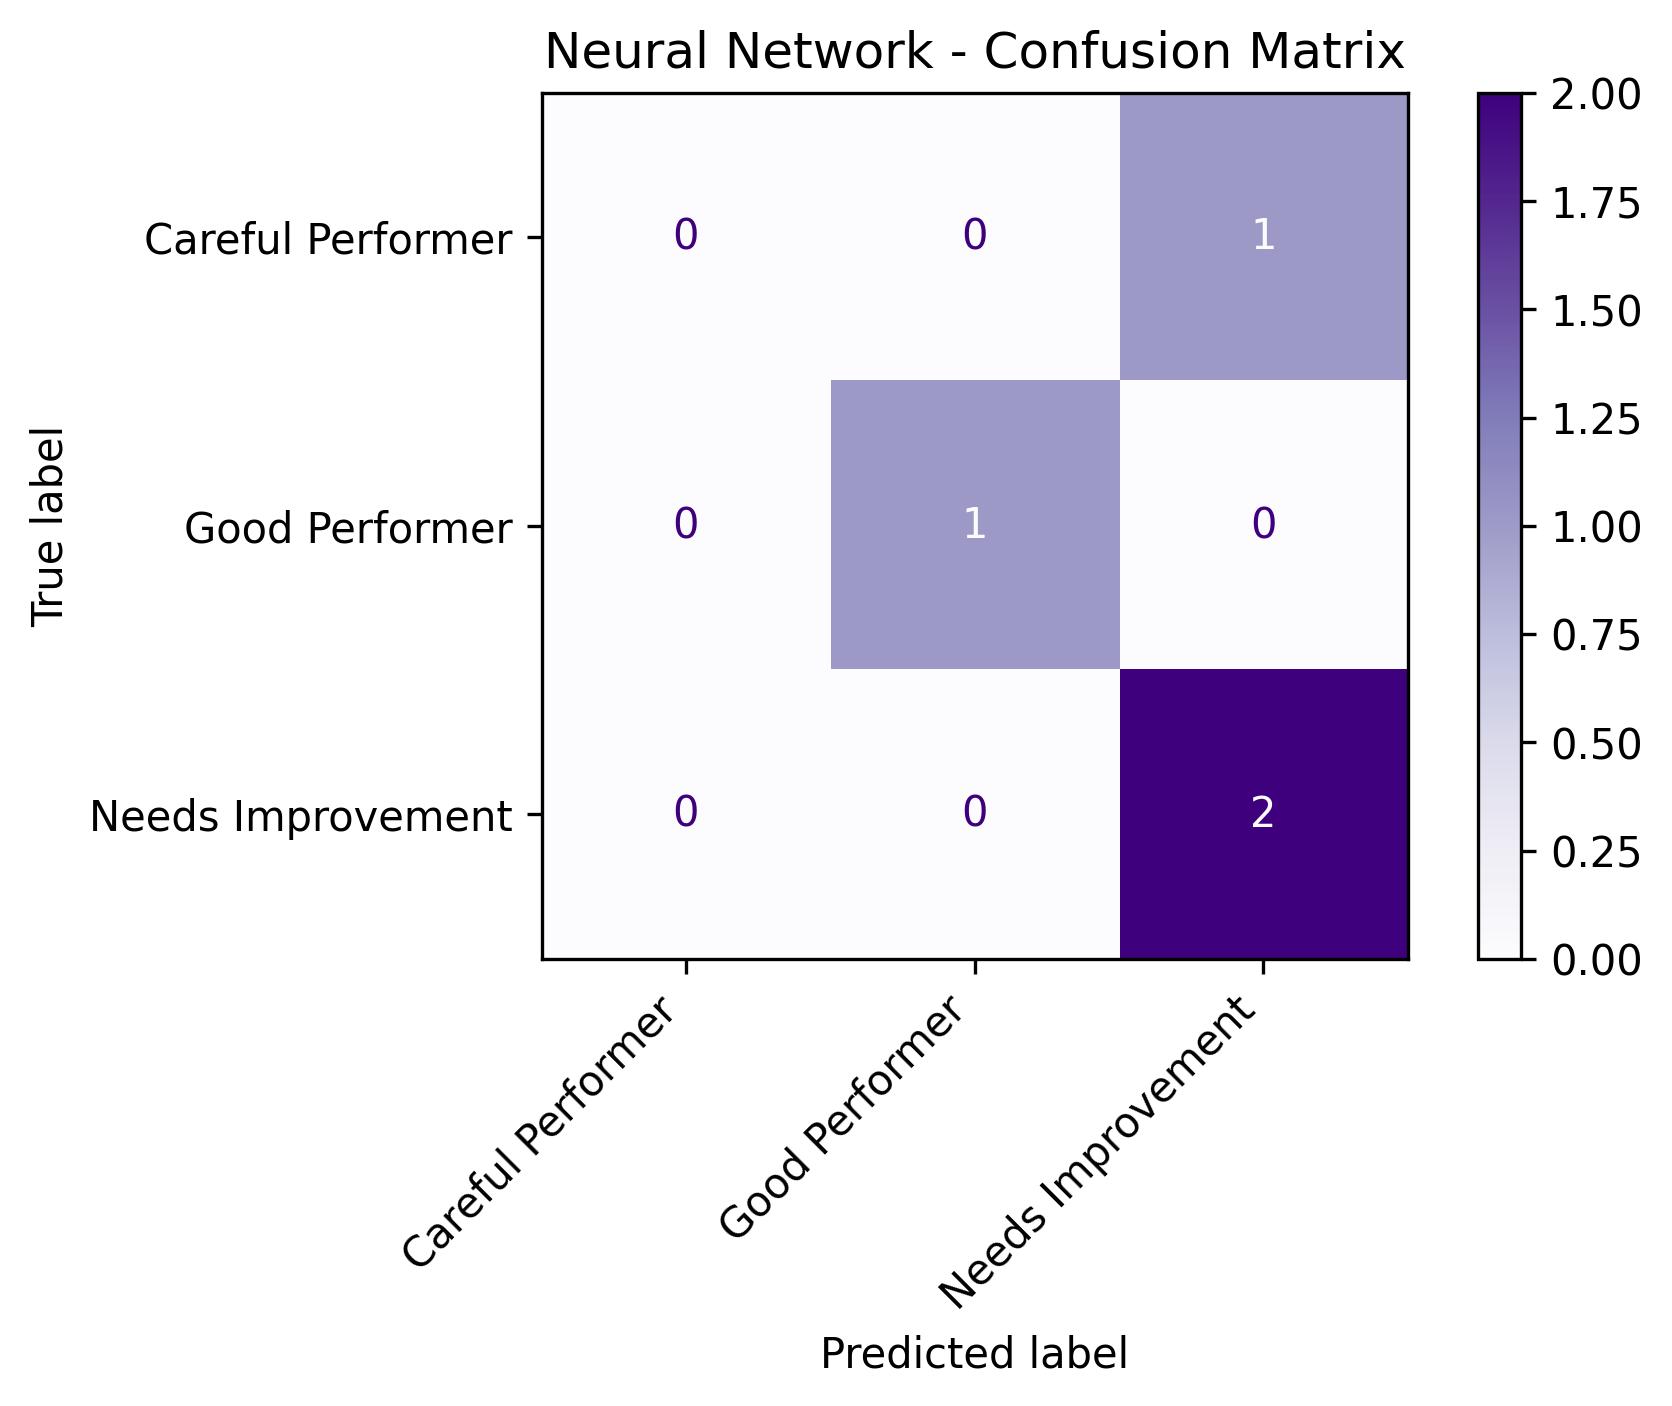 Neural Network - Confusion Matrix
True label
Careful Performer
0 0 1
Good Performer
0 1 0
Needs Improvement
0 0 2
Careful Performer
Good Performer
Needs Improvement
Predicted label
2.00
1.75
1.50
1.25
1.00
0.75
0.50
0.25
0.00